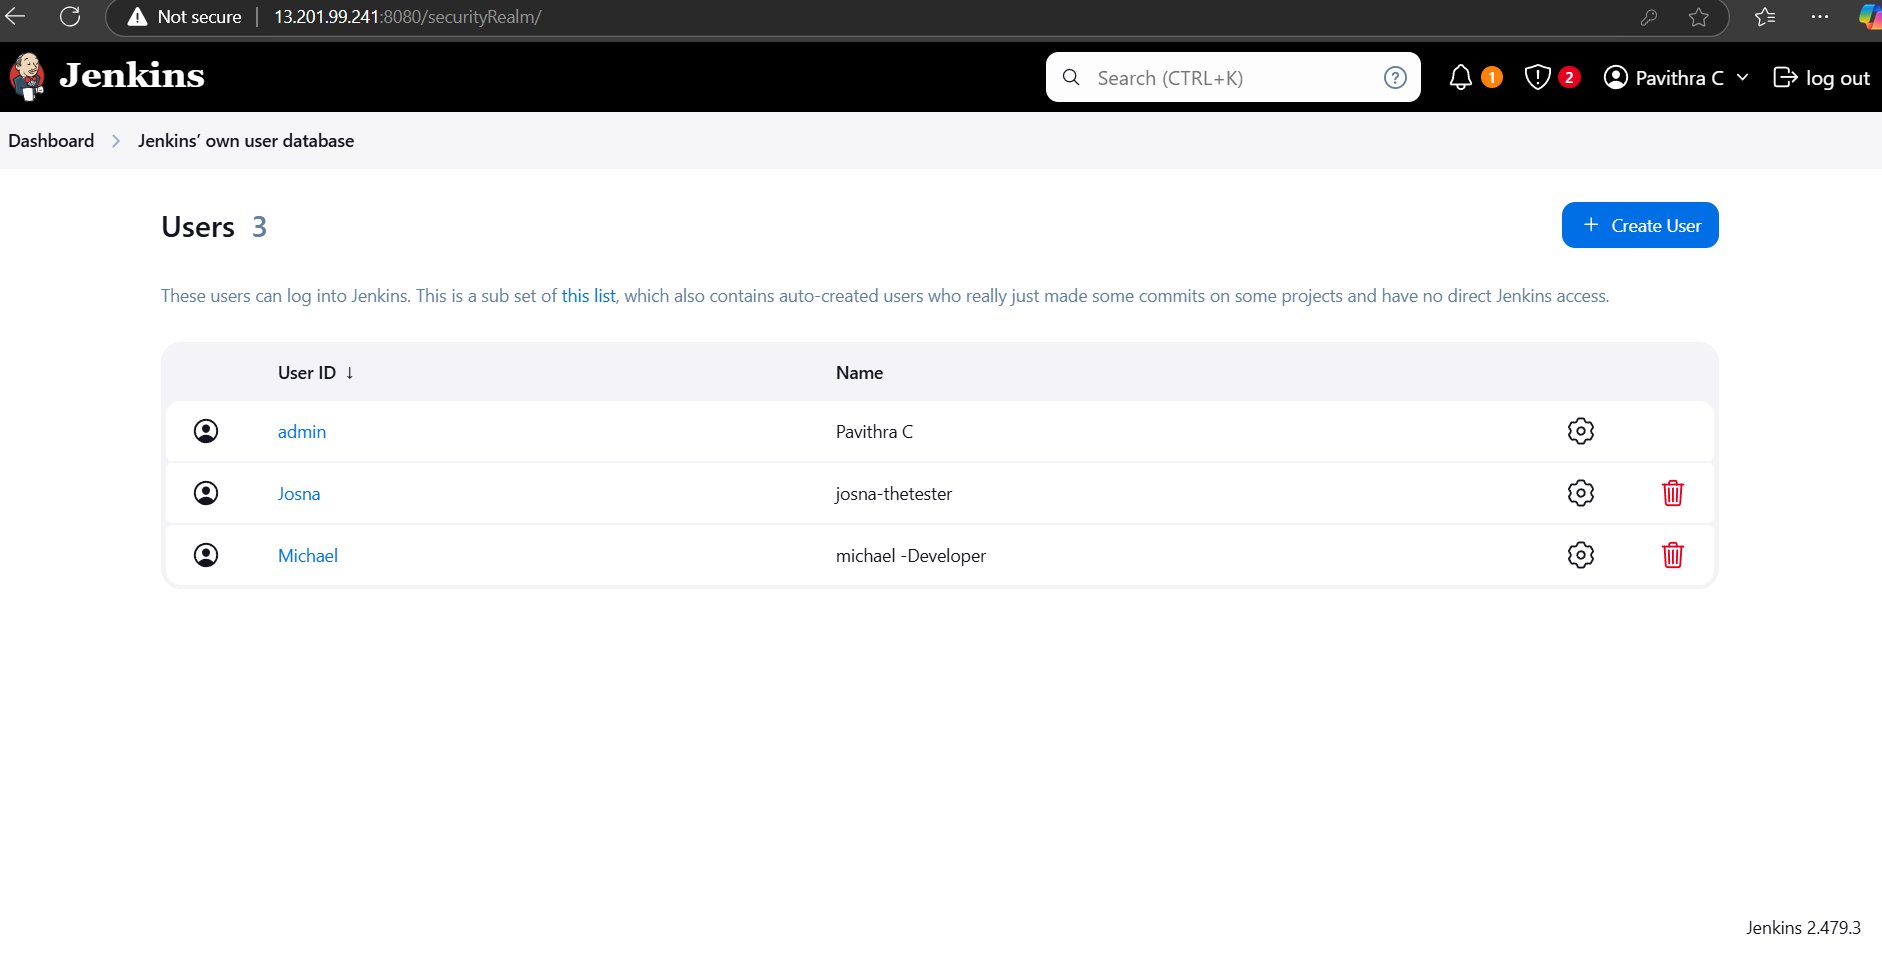 Not secure | 13.201.99.241:8080/securityRealm/
Jenkins
Search (CTRL+K)
?
1
2
Pavithra C
log out
Dashboard > Jenkins’ own user database
Users 3
+ Create User
These users can log into Jenkins. This is a sub set of this list, which also contains auto-created users who really just made some commits on some projects and have no direct Jenkins access.
User ID ↓ Name
admin Pavithra C
Josna josna-thetester
Michael michael -Developer
Jenkins 2.479.3